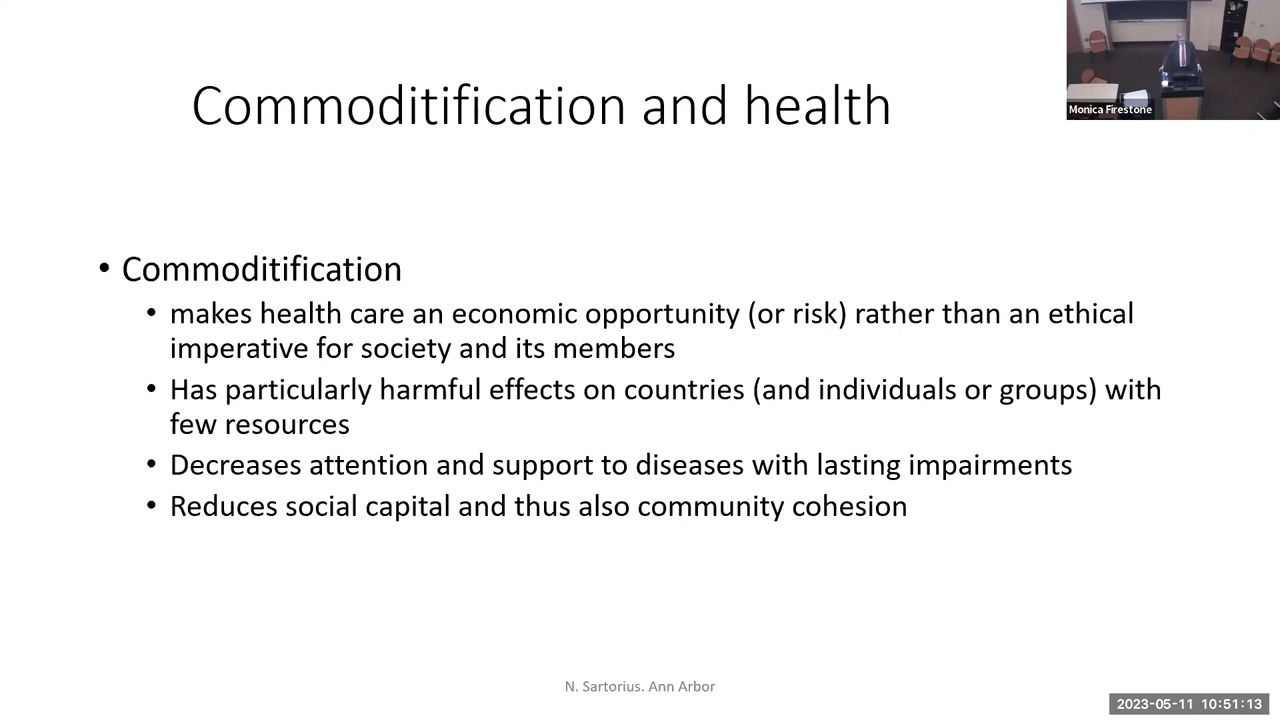 Commoditification and health
Monica Firestone
• Commoditification
• makes health care an economic opportunity (or risk) rather than an ethical
imperative for society and its members
• Has particularly harmful effects on countries (and individuals or groups) with
few resources
• Decreases attention and support to diseases with lasting impairments
• Reduces social capital and thus also community cohesion
N. Sartorius. Ann Arbor
2023-05-11 10:51:13